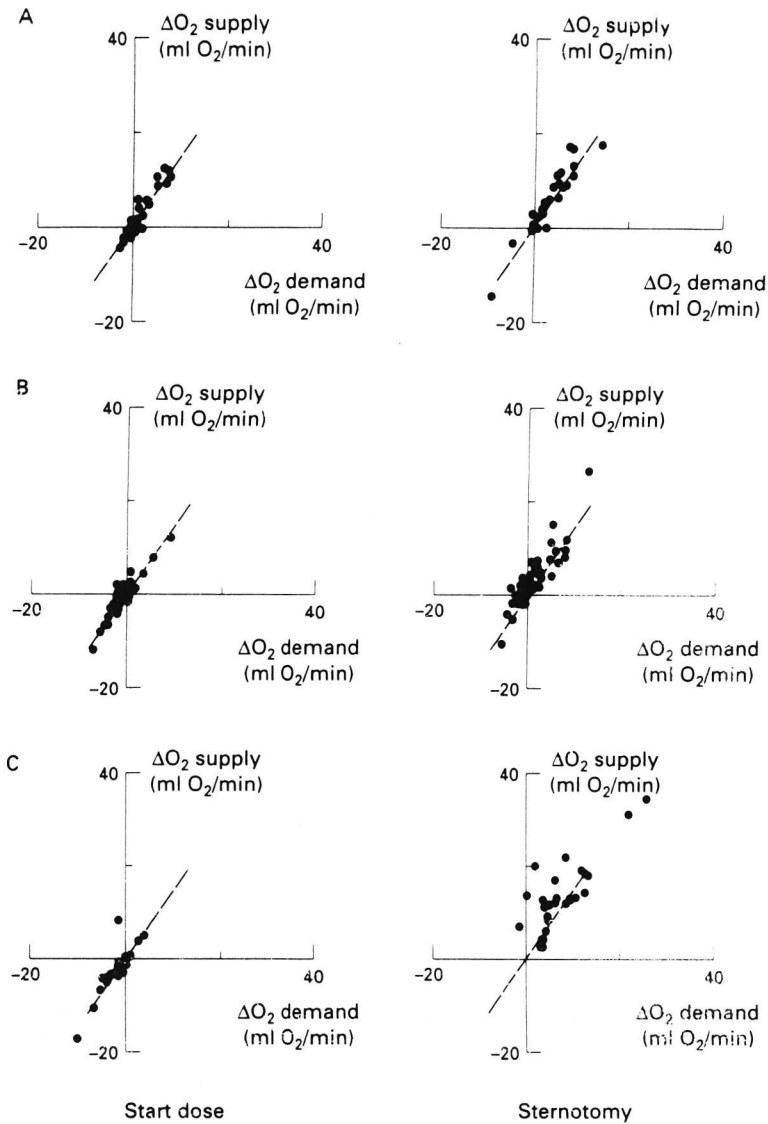 A
ΔO₂ supply
(ml O₂/min)
40
-20
40
ΔO₂ demand
(ml O₂/min)
-20
ΔO₂ supply
(ml O₂/min)
40
-20
40
ΔO₂ demand
(ml O₂/min)
-20
B
ΔO₂ supply
(ml O₂/min)
40
-20
40
ΔO₂ demand
(ml O₂/min)
-20
ΔO₂ supply
(ml O₂/min)
40
-20
40
ΔO₂ demand
(ml O₂/min)
-20
C
ΔO₂ supply
(ml O₂/min)
40
-20
40
ΔO₂ demand
(ml O₂/min)
-20
ΔO₂ supply
(ml O₂/min)
40
-20
40
ΔO₂ demand
(ml O₂/min)
-20
Start dose
Sternotomy